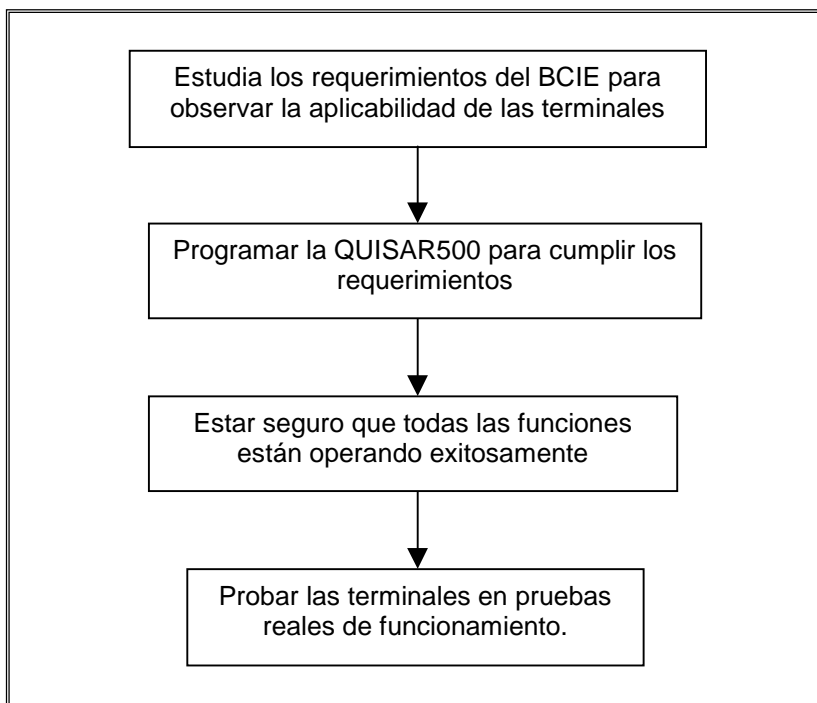 Estudia los requerimientos del BCIE para
observar la aplicabilidad de las terminales
Programar la QUISAR500 para cumplir los
requerimientos
Estar seguro que todas las funciones
están operando exitosamente
Probar las terminales en pruebas
reales de funcionamiento.